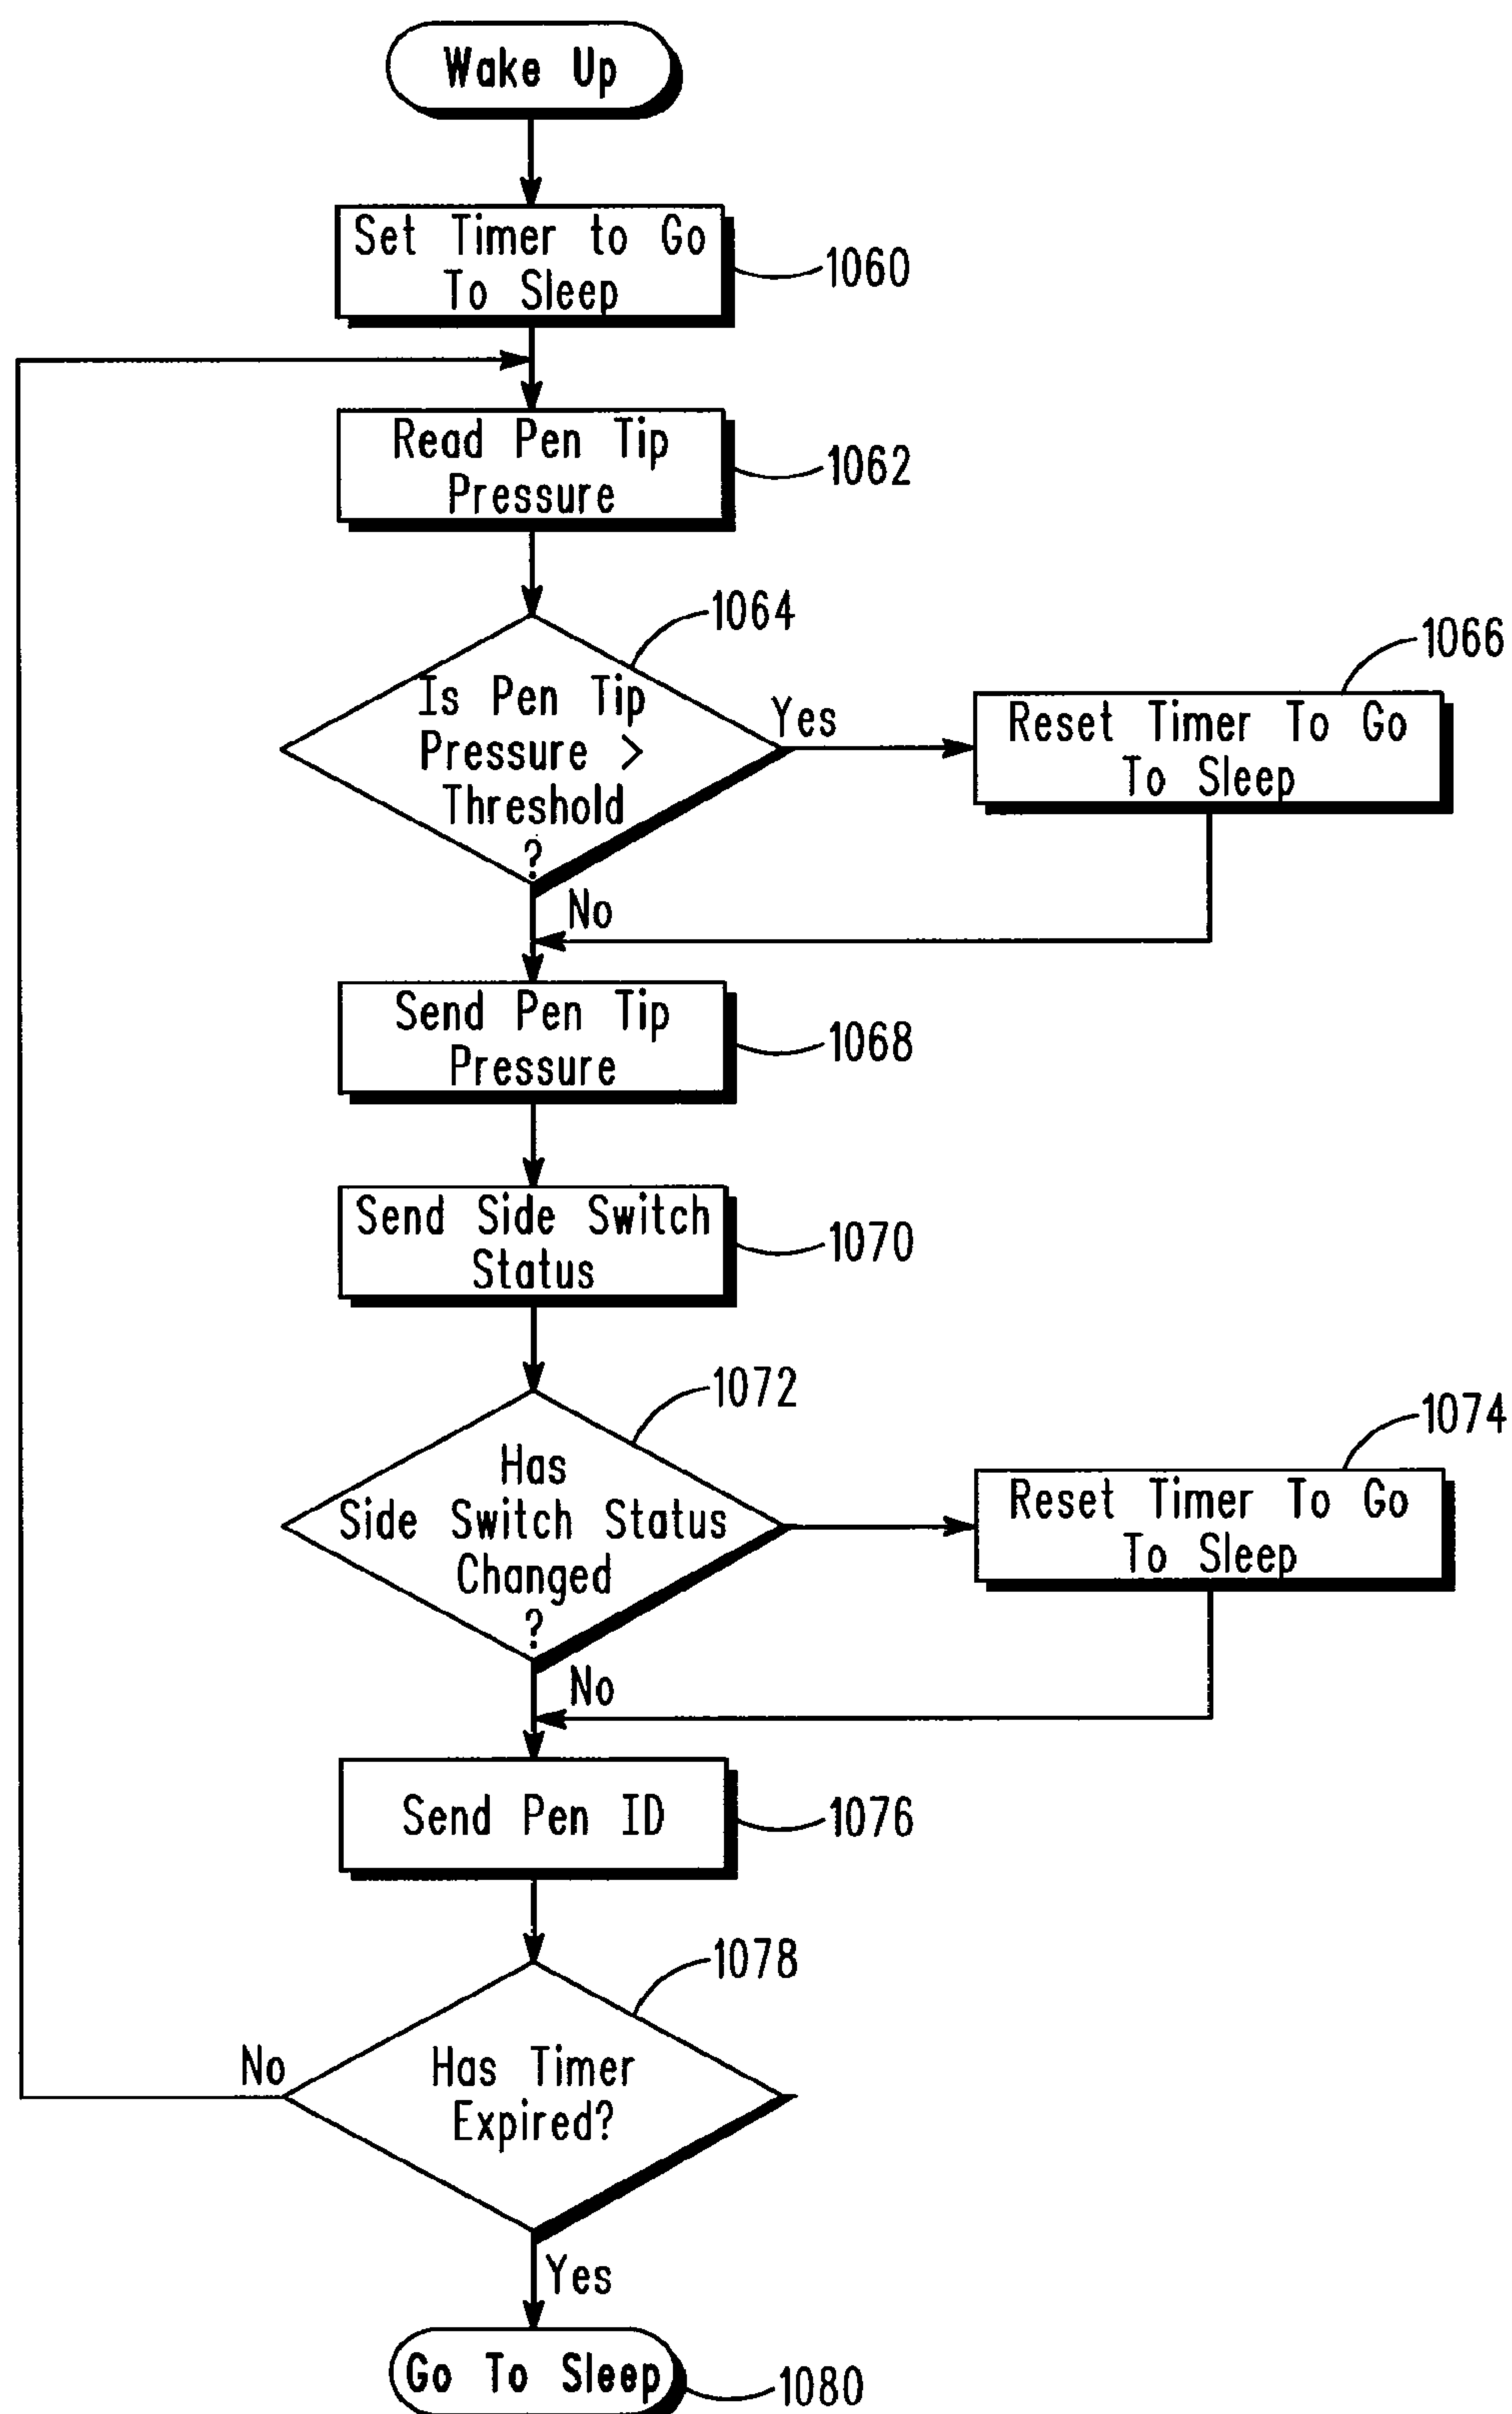 Wake Up
Set Timer to Go
To Sleep
1060
Read Pen Tip
Pressure
1062
1064
Is Pen Tip
Pressure >
Threshold
?
Yes
No
1066
Reset Timer To Go
To Sleep
Send Pen Tip
Pressure
1068
Send Side Switch
Status
1070
1072
Has
Side Switch Status
Changed
?
No
1074
Reset Timer To Go
To Sleep
Send Pen ID
1076
1078
Has Timer
Expired?
No
Yes
Go To Sleep
1080